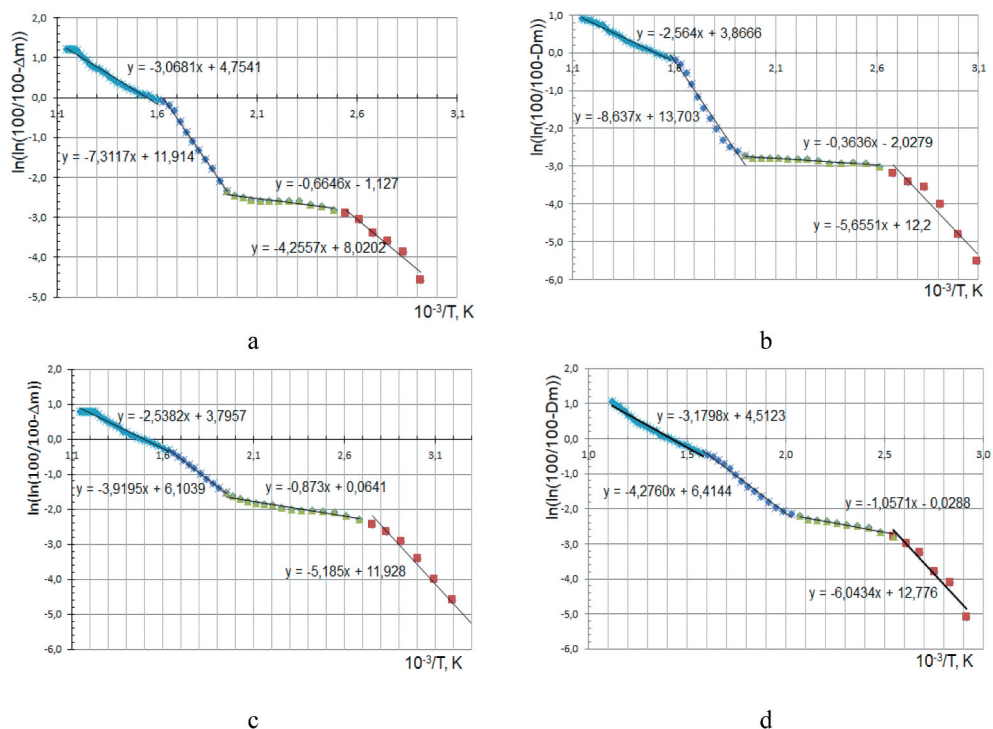 ln(ln(100/100-Δm))
2,0
1,0
0,0
-1,0
-2,0
-3,0
-4,0
-5,0
1,1
1,6
2,1
2,6
3,1
y = -3,0681x + 4,7541
y = -7,3117x + 11,914
y = -0,6646x - 1,127
y = -4,2557x + 8,0202
10⁻³/T, K
a
ln(ln(100/100-Dm))
1,0
0,0
-1,0
-2,0
-3,0
-4,0
-5,0
-6,0
1,1
1,6
2,1
2,6
3,1
y = -2,564x + 3,8666
y = -8,637x + 13,703
y = -0,3636x - 2,0279
y = -5,6551x + 12,2
10⁻³/T, K
b
ln(ln(100/100-Δm))
2,0
1,0
0,0
-1,0
-2,0
-3,0
-4,0
-5,0
-6,0
1,1
1,6
2,1
2,6
3,1
y = -2,5382x + 3,7957
y = -3,9195x + 6,1039
y = -0,873x + 0,0641
y = -5,185x + 11,928
10⁻³/T, K
c
ln(ln(100/100-Dm))
2,0
1,0
0,0
-1,0
-2,0
-3,0
-4,0
-5,0
-6,0
1,0
1,5
2,0
2,5
3,0
y = -3,1798x + 4,5123
y = -4,2760x + 6,4144
y = -1,0571x - 0,0288
y = -6,0434x + 12,776
10⁻³/T, K
d